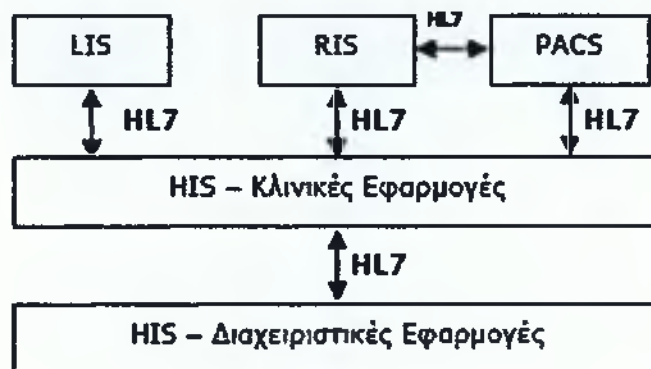 HL7
LIS
RIS
PACS
HL7
HL7
HL7
HIS – Κλινικές Εφαρμογές
HL7
HIS – Διαχειριστικές Εφαρμογές